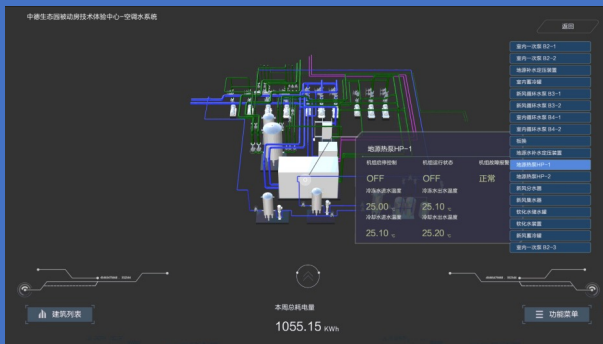 中德生态园被动房技术体验中心-空调水系统
返回
室内一次泵 B2-1
室内一次泵 B2-2
地源补水定压装置
室内蓄冷罐
新风循环水泵 B3-1
新风循环水泵 B3-2
室内循环水泵 B4-1
室内循环水泵 B4-2
板换
地源水补水定压装置
地源热泵HP-1
地源热泵HP-2
新风分水器
新风集水器
软化水储水罐
软化水装置
新风蓄冷罐
室内一次泵 B2-3
地源热泵HP-1
机组启停控制 机组运行状态 机组故障报警
OFF OFF 正常
冷冻水进水温度 冷冻水出水温度
25.00 ℃ 25.10 ℃
冷却水进水温度 冷却水出水温度
25.10 ℃ 25.20 ℃
建筑列表
本周总耗电量
1055.15 KWh
功能菜单